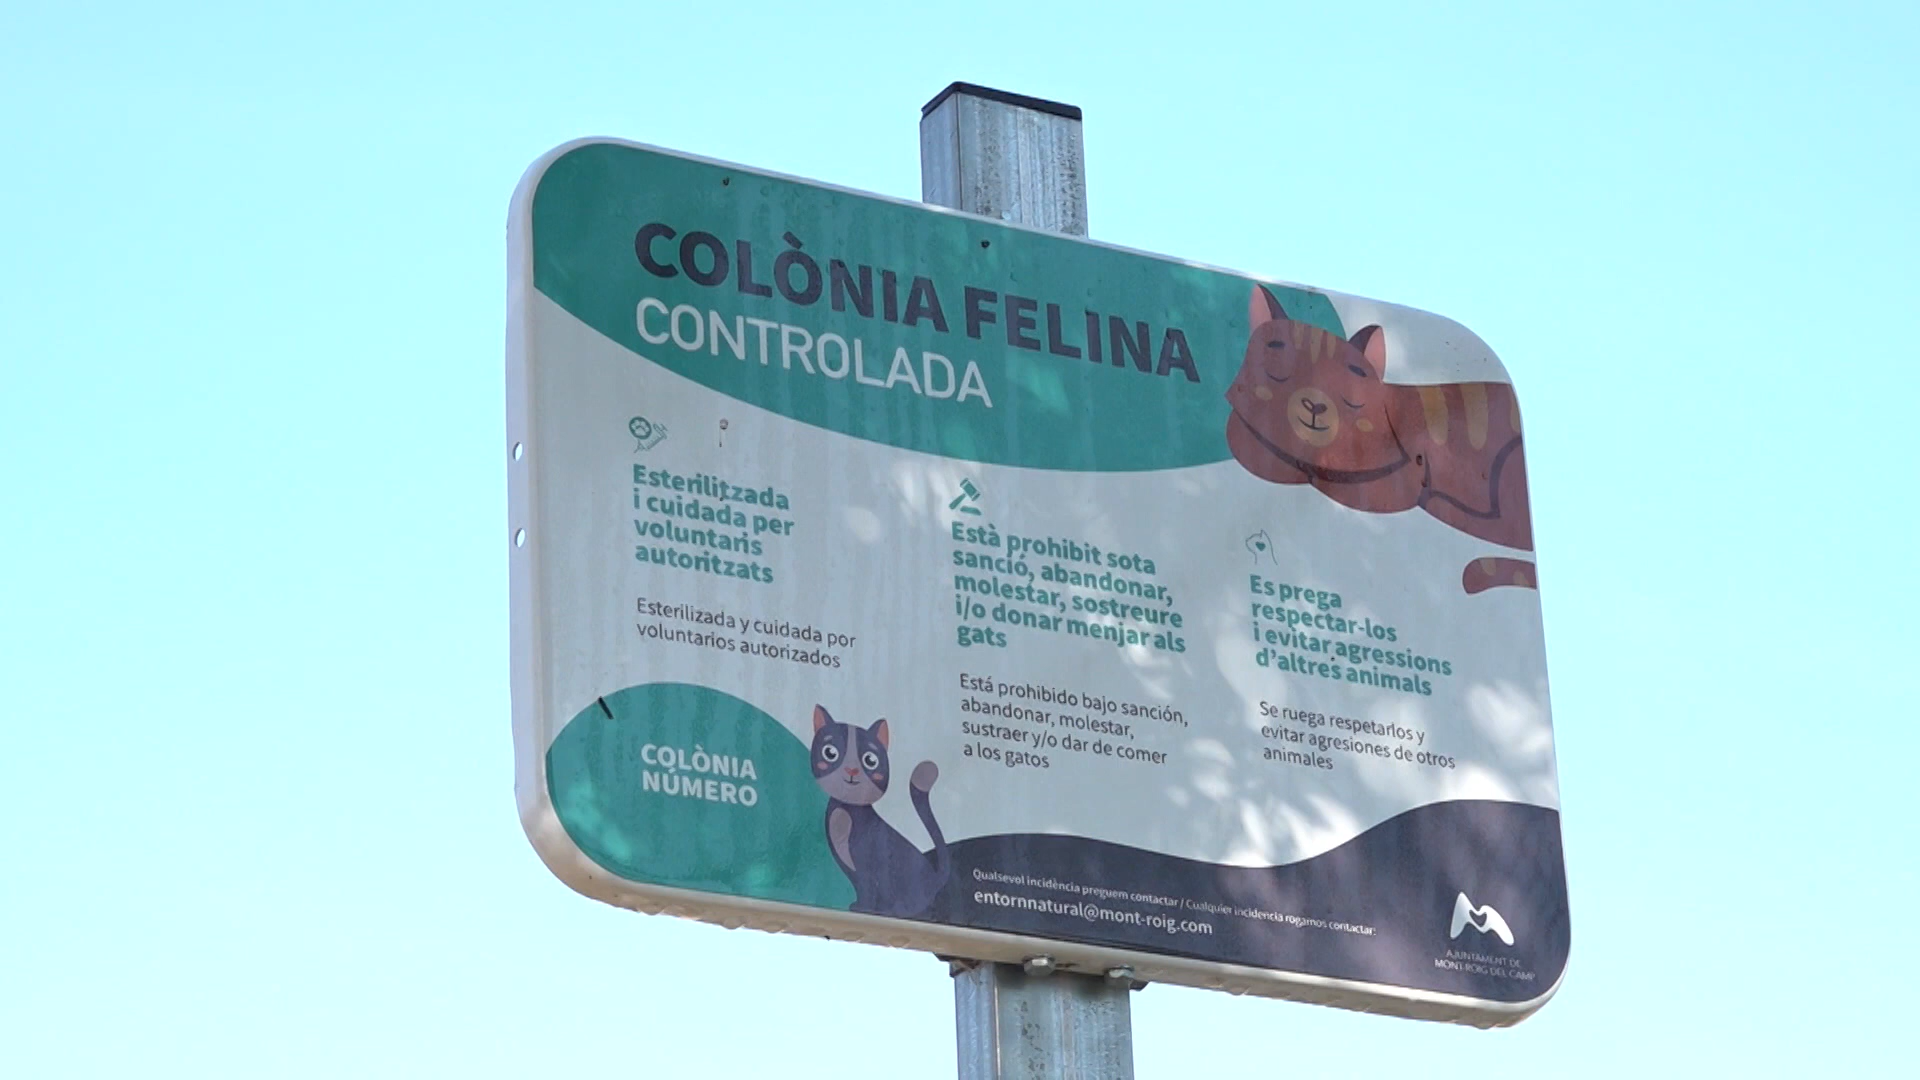 COLÒNIA FELINA
CONTROLADA
Esterilitzada
i cuidada per
voluntaris
autoritzats
Esterilizada y cuidada por
voluntarios autorizados
Està prohibit sota
sanció, abandonar,
molestar, sostreure
i/o donar menjar als
gats
Está prohibido bajo sanción,
abandonar, molestar,
sustraer y/o dar de comer
a los gatos
Es prega
respectar-los
i evitar agressions
d'altres animals
Se ruega respetarlos y
evitar agresiones de otros
animales
COLÒNIA
NÚMERO
Qualsevol incidència preguem contactar / Cualquier incidencia rogamos contactar:
entornnatural@mont-roig.com
AJUNTAMENT DE
MONT-ROIG DEL CAMP